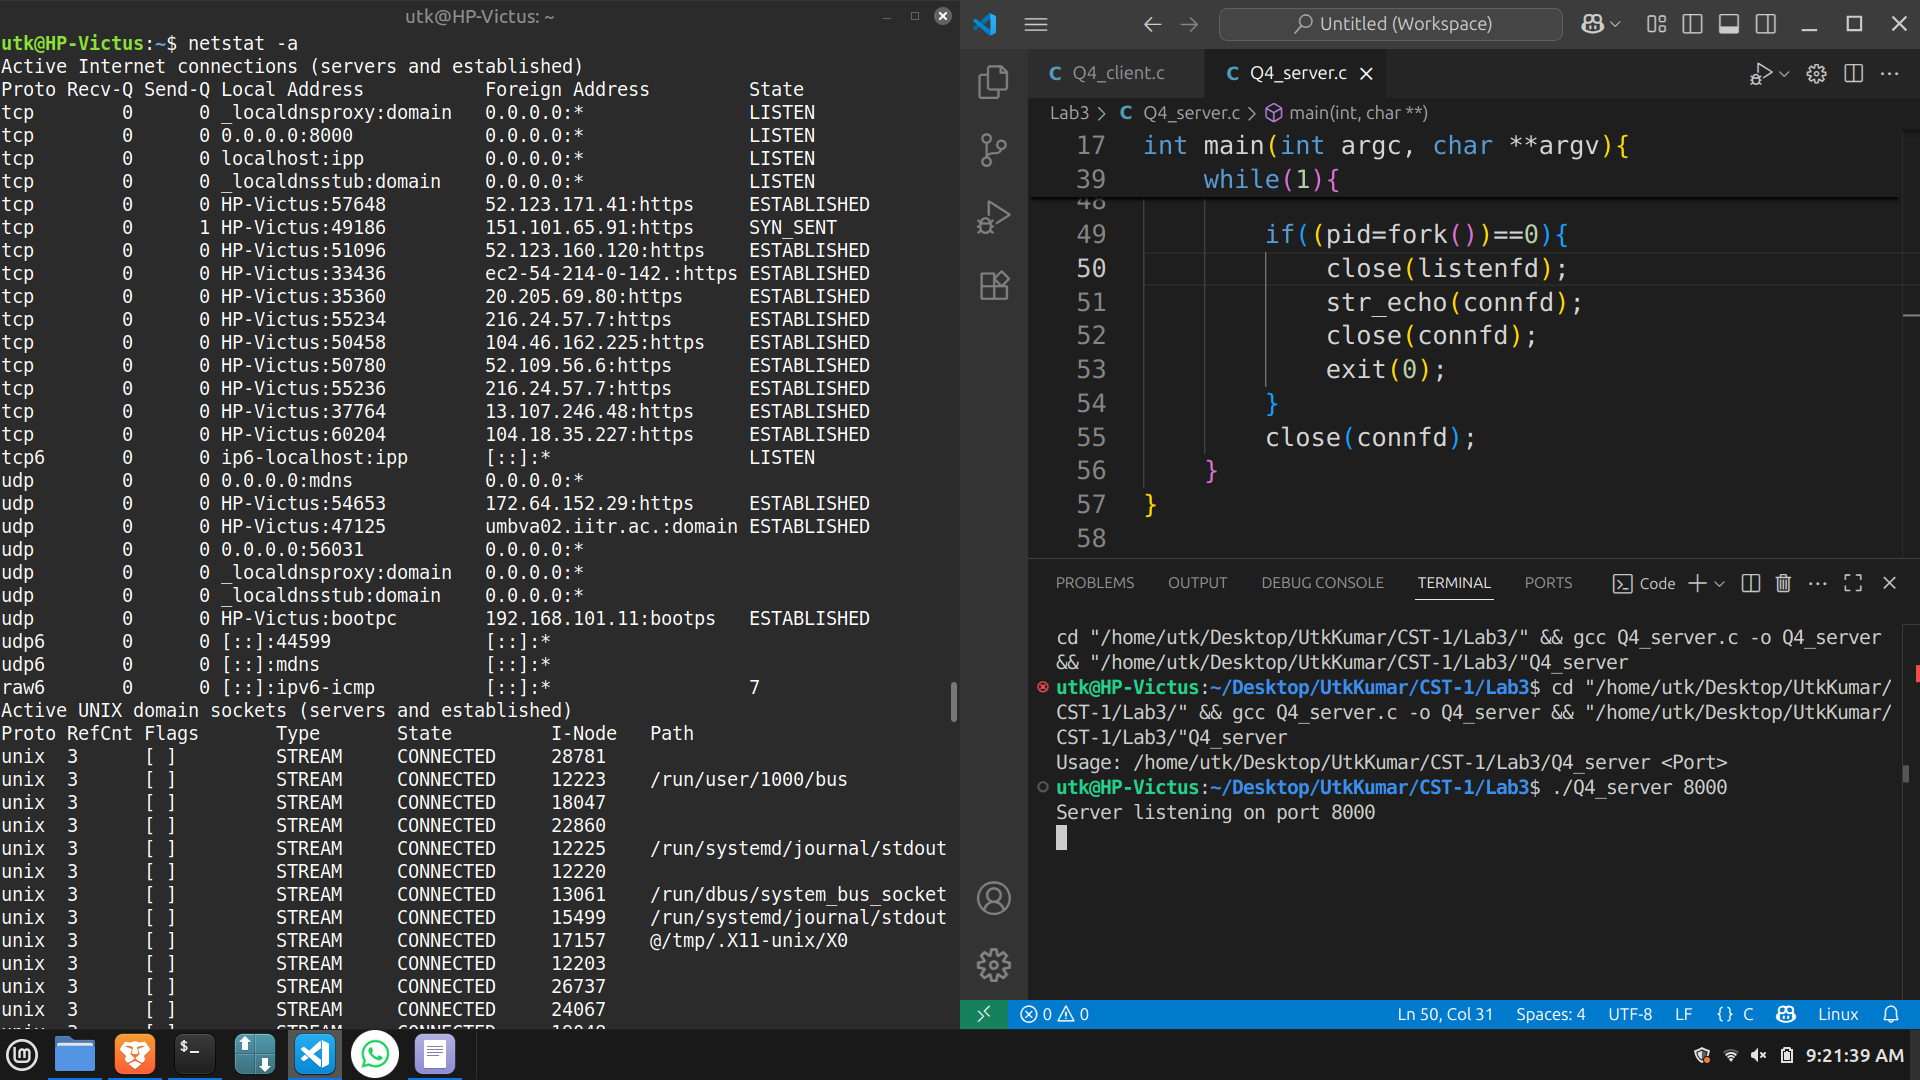 utk@HP-Victus: ~
utk@HP-Victus:~$ netstat -a
Active Internet connections (servers and established)
Proto Recv-Q Send-Q Local Address           Foreign Address         State
tcp        0      0 _localdnsproxy:domain   0.0.0.0:*               LISTEN
tcp        0      0 0.0.0.0:8000            0.0.0.0:*               LISTEN
tcp        0      0 localhost:ipp           0.0.0.0:*               LISTEN
tcp        0      0 _localdnsstub:domain    0.0.0.0:*               LISTEN
tcp        0      0 HP-Victus:57648         52.123.171.41:https     ESTABLISHED
tcp        0      1 HP-Victus:49186         151.101.65.91:https     SYN_SENT
tcp        0      0 HP-Victus:51096         52.123.160.120:https    ESTABLISHED
tcp        0      0 HP-Victus:33436         ec2-54-214-0-142.:https ESTABLISHED
tcp        0      0 HP-Victus:35360         20.205.69.80:https      ESTABLISHED
tcp        0      0 HP-Victus:55234         216.24.57.7:https       ESTABLISHED
tcp        0      0 HP-Victus:50458         104.46.162.225:https    ESTABLISHED
tcp        0      0 HP-Victus:50780         52.109.56.6:https       ESTABLISHED
tcp        0      0 HP-Victus:55236         216.24.57.7:https       ESTABLISHED
tcp        0      0 HP-Victus:37764         13.107.246.48:https     ESTABLISHED
tcp        0      0 HP-Victus:60204         104.18.35.227:https     ESTABLISHED
tcp6       0      0 ip6-localhost:ipp       [::]:*                  LISTEN
udp        0      0 0.0.0.0:mdns            0.0.0.0:*
udp        0      0 HP-Victus:54653         172.64.152.29:https     ESTABLISHED
udp        0      0 HP-Victus:47125         umbva02.iitr.ac.:domain ESTABLISHED
udp        0      0 0.0.0.0:56031           0.0.0.0:*
udp        0      0 _localdnsproxy:domain   0.0.0.0:*
udp        0      0 _localdnsstub:domain    0.0.0.0:*
udp        0      0 HP-Victus:bootpc        192.168.101.11:bootps   ESTABLISHED
udp6       0      0 [::]:44599              [::]:*
udp6       0      0 [::]:mdns               [::]:*
raw6       0      0 [::]:ipv6-icmp          [::]:*                  7
Active UNIX domain sockets (servers and established)
Proto RefCnt Flags       Type       State         I-Node   Path
unix  3      [ ]         STREAM     CONNECTED     28781
unix  3      [ ]         STREAM     CONNECTED     12223    /run/user/1000/bus
unix  3      [ ]         STREAM     CONNECTED     18047
unix  3      [ ]         STREAM     CONNECTED     22860
unix  3      [ ]         STREAM     CONNECTED     12225    /run/systemd/journal/stdout
unix  3      [ ]         STREAM     CONNECTED     12220
unix  3      [ ]         STREAM     CONNECTED     13061    /run/dbus/system_bus_socket
unix  3      [ ]         STREAM     CONNECTED     15499    /run/systemd/journal/stdout
unix  3      [ ]         STREAM     CONNECTED     17157    @/tmp/.X11-unix/X0
unix  3      [ ]         STREAM     CONNECTED     12203
unix  3      [ ]         STREAM     CONNECTED     26737
unix  3      [ ]         STREAM     CONNECTED     24067
Untitled (Workspace)
C Q4_client.c
C Q4_server.c
Lab3 > C Q4_server.c > main(int, char **)
17 int main(int argc, char **argv){
39     while(1){
48
49         if((pid=fork())==0){
50             close(listenfd);
51             str_echo(connfd);
52             close(connfd);
53             exit(0);
54         }
55         close(connfd);
56     }
57 }
58
PROBLEMS OUTPUT DEBUG CONSOLE TERMINAL PORTS Code
cd "/home/utk/Desktop/UtkKumar/CST-1/Lab3/" && gcc Q4_server.c -o Q4_server
&& "/home/utk/Desktop/UtkKumar/CST-1/Lab3/"Q4_server
utk@HP-Victus:~/Desktop/UtkKumar/CST-1/Lab3$ cd "/home/utk/Desktop/UtkKumar/
CST-1/Lab3/" && gcc Q4_server.c -o Q4_server && "/home/utk/Desktop/UtkKumar/
CST-1/Lab3/"Q4_server
Usage: /home/utk/Desktop/UtkKumar/CST-1/Lab3/Q4_server <Port>
utk@HP-Victus:~/Desktop/UtkKumar/CST-1/Lab3$ ./Q4_server 8000
Server listening on port 8000
0 0 Ln 50, Col 31 Spaces: 4 UTF-8 LF {} C Linux
9:21:39 AM